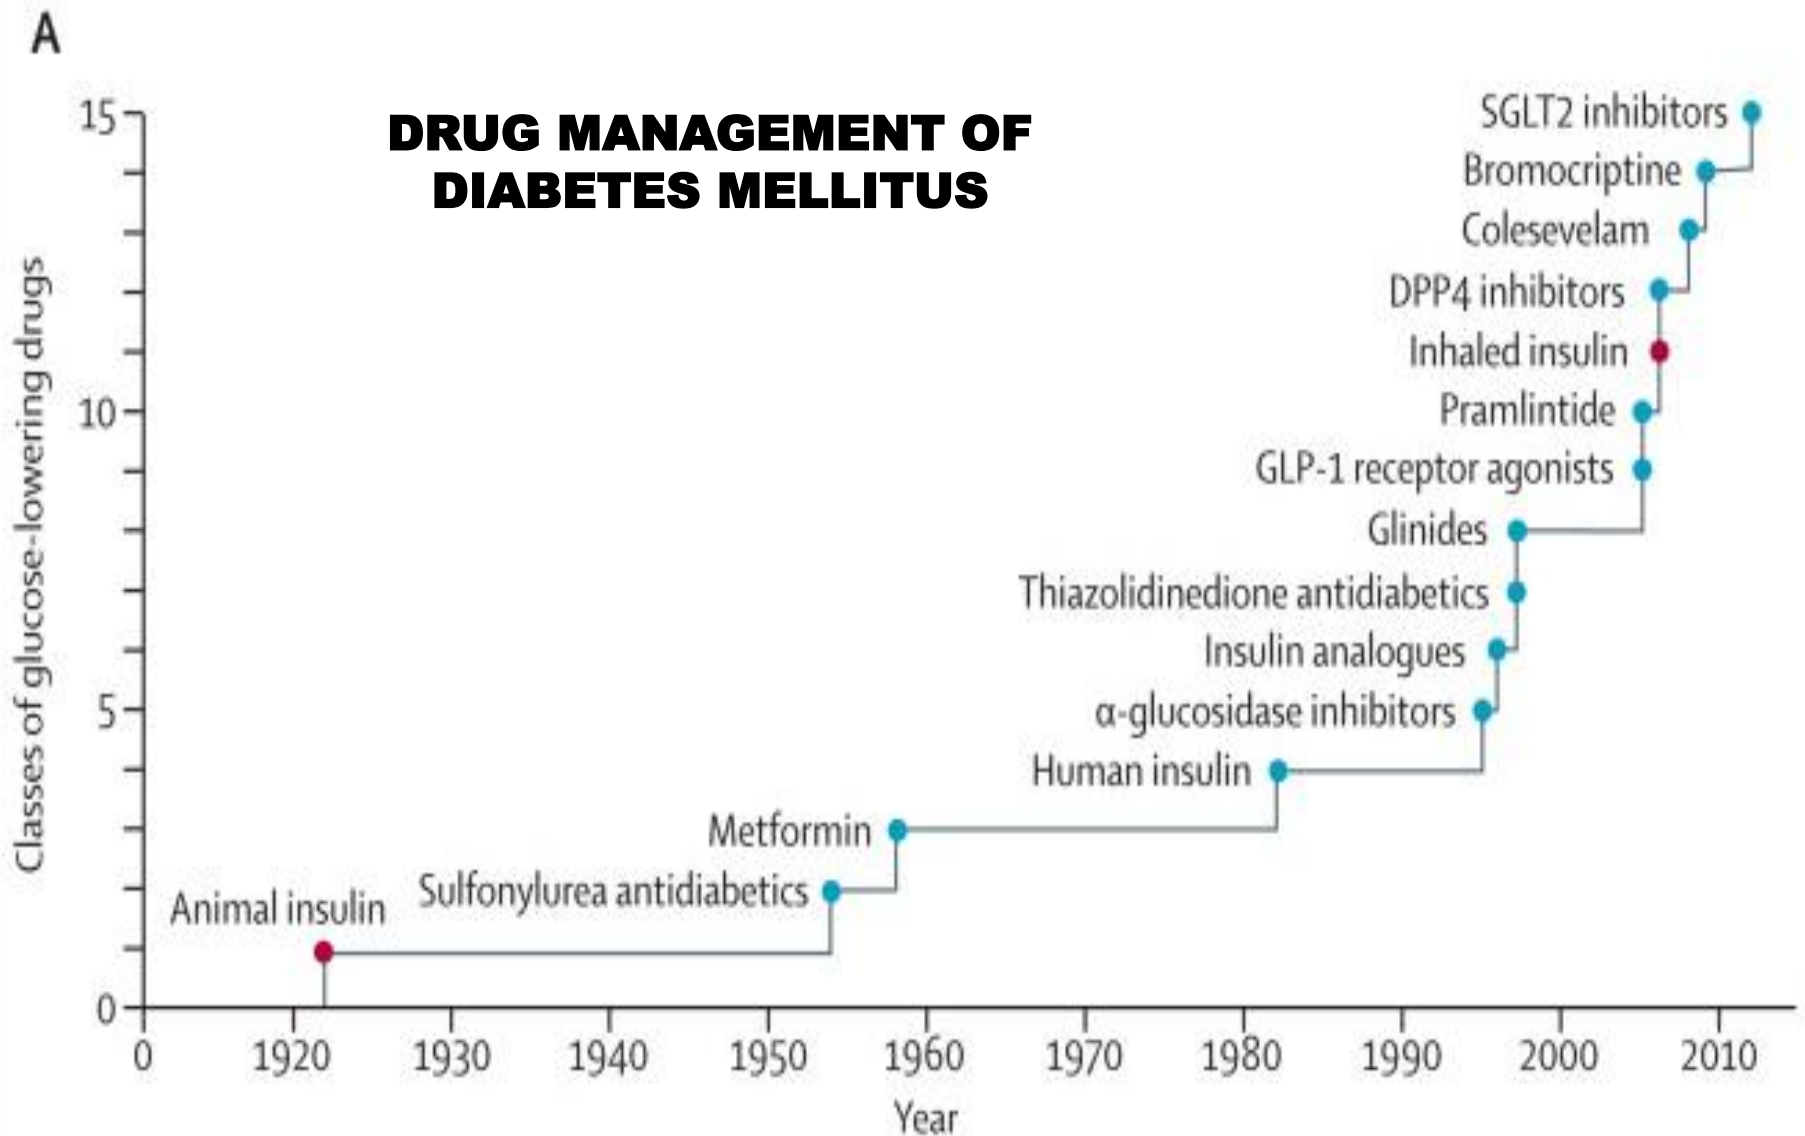 A
DRUG MANAGEMENT OF
DIABETES MELLITUS
Classes of glucose-lowering drugs
15
10
5
0
SGLT2 inhibitors
Bromocriptine
Colesevelam
DPP4 inhibitors
Inhaled insulin
Pramlintide
GLP-1 receptor agonists
Glinides
Thiazolidinedione antidiabetics
Insulin analogues
α-glucosidase inhibitors
Human insulin
Metformin
Sulfonylurea antidiabetics
Animal insulin
0 1920 1930 1940 1950 1960 1970 1980 1990 2000 2010
Year